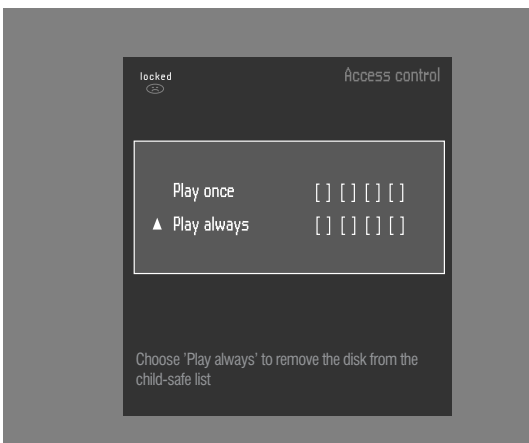 locked
Access control
Play once [ ] [ ] [ ] [ ]
▲ Play always [ ] [ ] [ ] [ ]
Choose 'Play always' to remove the disk from the
child-safe list